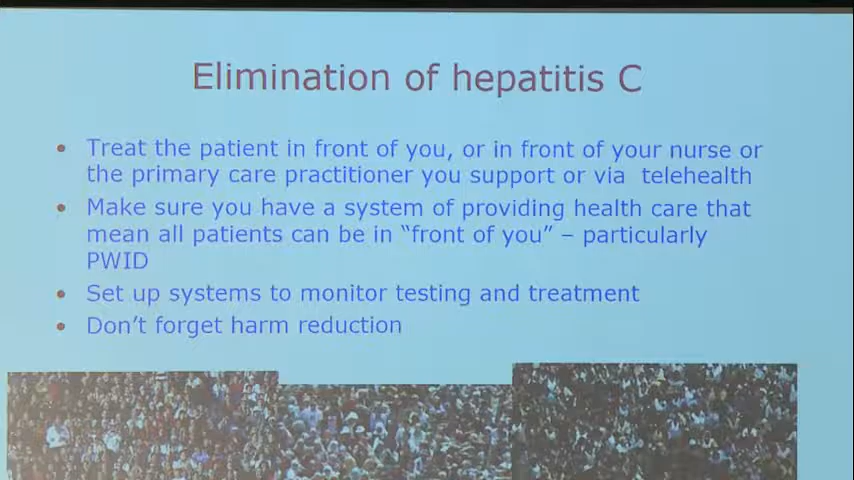 Elimination of hepatitis C
• Treat the patient in front of you, or in front of your nurse or
the primary care practitioner you support or via telehealth
• Make sure you have a system of providing health care that
mean all patients can be in “front of you” – particularly
PWID
• Set up systems to monitor testing and treatment
• Don’t forget harm reduction